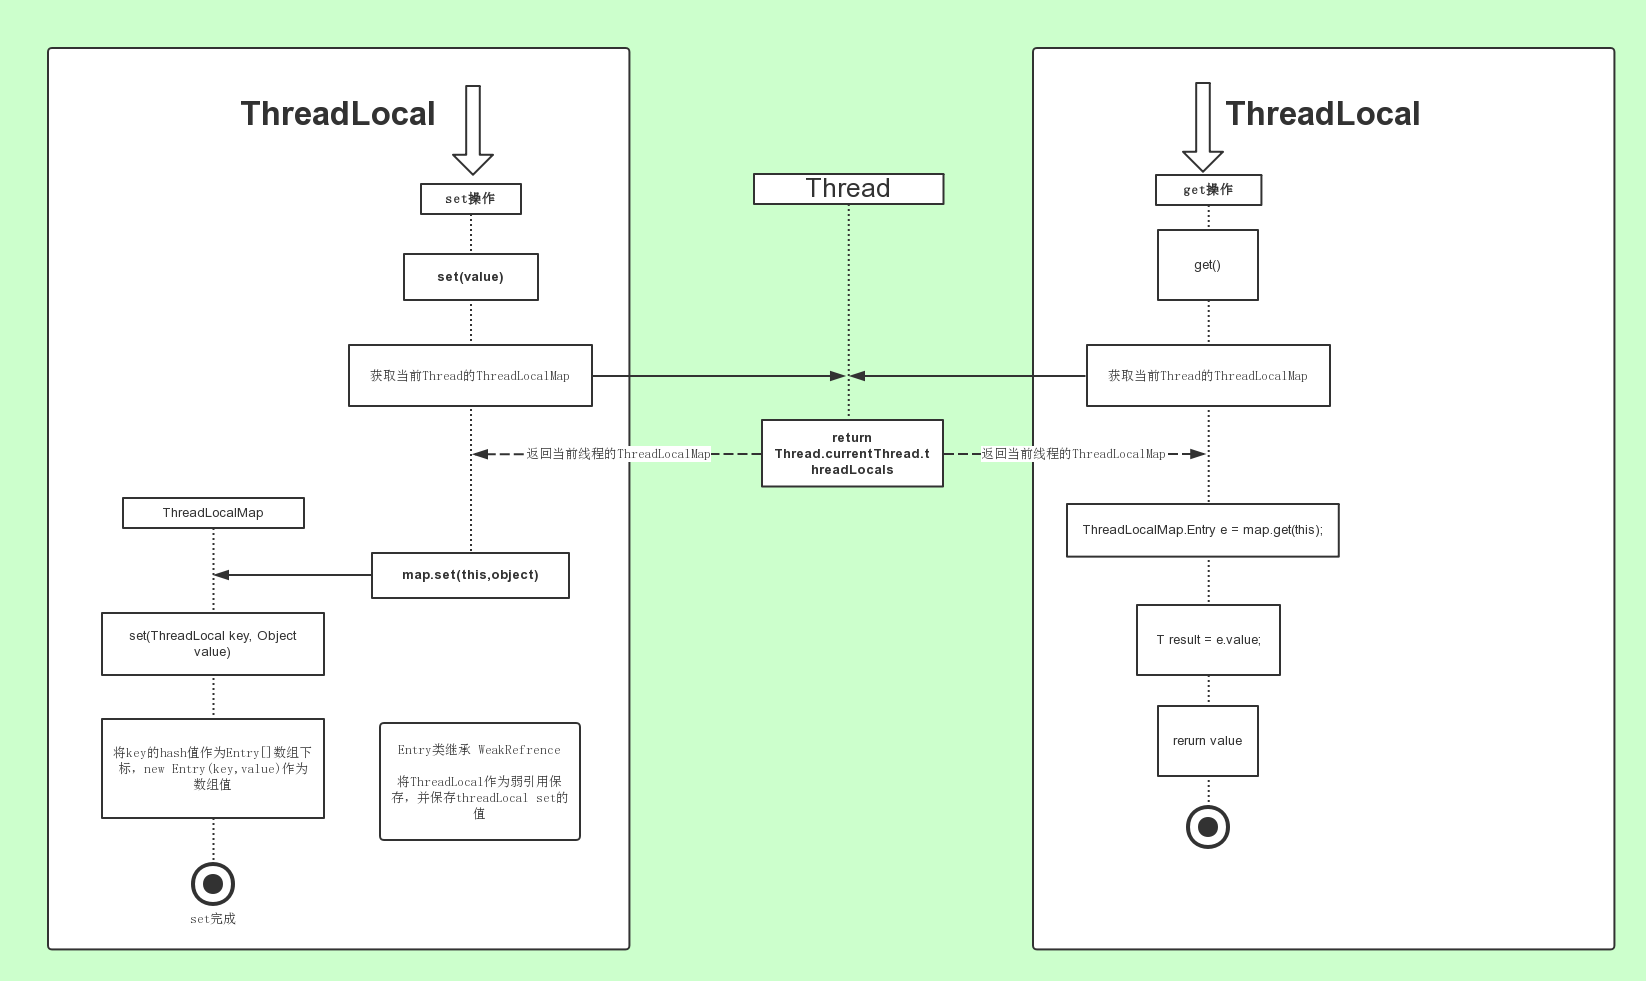 ThreadLocal
set操作
set(value)
获取当前Thread的ThreadLocalMap
返回当前线程的ThreadLocalMap
ThreadLocalMap
map.set(this,object)
set(ThreadLocal key, Object
value)
将key的hash值作为Entry[]数组下
标，new Entry(key,value)作为
数组值
Entry类继承 WeakRefrence
将ThreadLocal作为弱引用保
存，并保存threadLocal set的
值
set完成
Thread
return
Thread.currentThread.t
hreadLocals
ThreadLocal
get操作
get()
获取当前Thread的ThreadLocalMap
返回当前线程的ThreadLocalMap
ThreadLocalMap.Entry e = map.get(this);
T result = e.value;
rerurn value